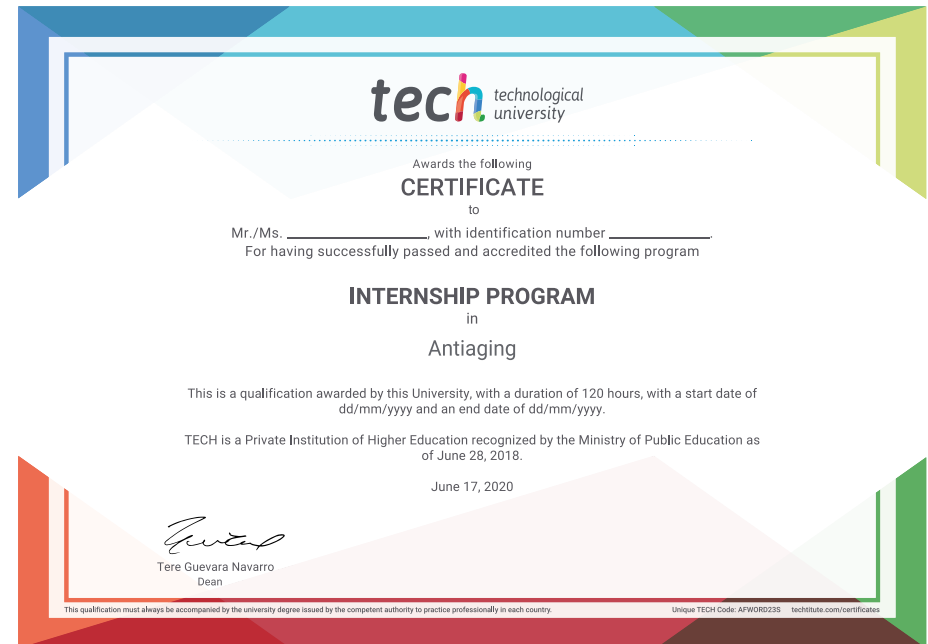 tech technological
university
Awards the following
CERTIFICATE
to
Mr./Ms. ____________________, with identification number ______________.
For having successfully passed and accredited the following program
INTERNSHIP PROGRAM
in
Antiaging
This is a qualification awarded by this University, with a duration of 120 hours, with a start date of
dd/mm/yyyy and an end date of dd/mm/yyyy.
TECH is a Private Institution of Higher Education recognized by the Ministry of Public Education as
of June 28, 2018.
June 17, 2020
Tere Guevara Navarro
Dean
This qualification must always be accompanied by the university degree issued by the competent authority to practice professionally in each country. Unique TECH Code: AFWORD23S techtitute.com/certificates